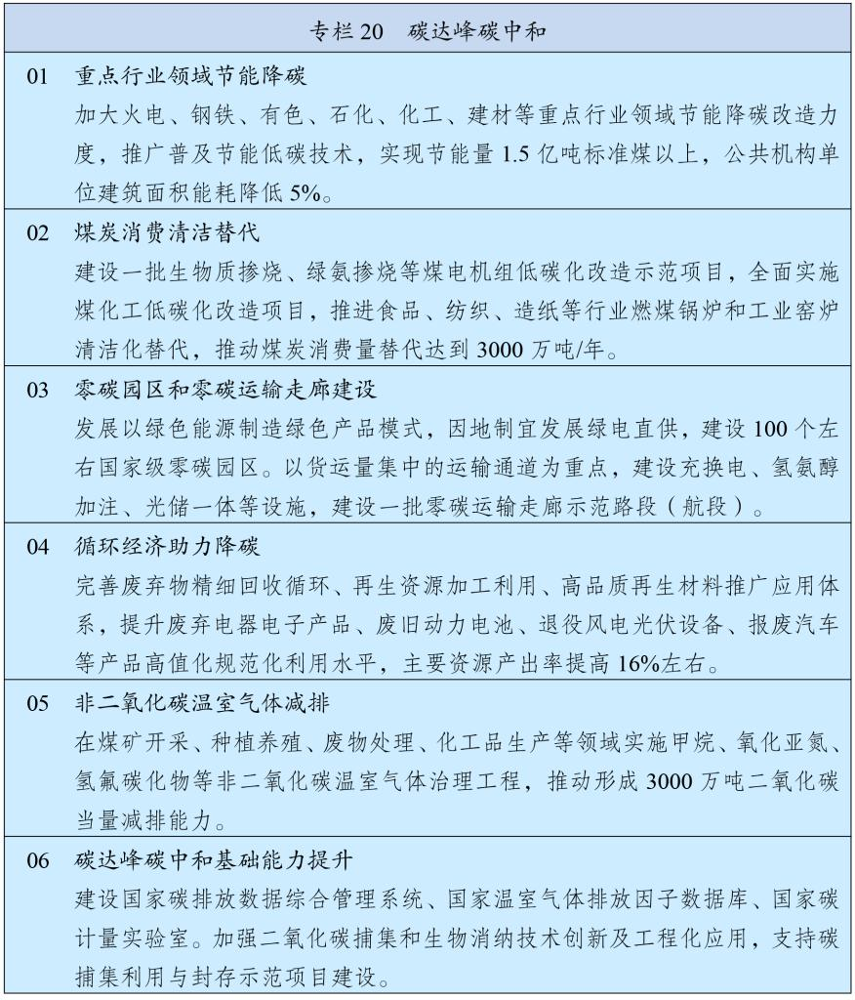 专栏 20 碳达峰碳中和
01 重点行业领域节能降碳
加大火电、钢铁、有色、石化、化工、建材等重点行业领域节能降碳改造力
度，推广普及节能低碳技术，实现节能量 1.5 亿吨标准煤以上，公共机构单
位建筑面积能耗降低 5%。
02 煤炭消费清洁替代
建设一批生物质掺烧、绿氨掺烧等煤电机组低碳化改造示范项目，全面实施
煤化工低碳化改造项目，推进食品、纺织、造纸等行业燃煤锅炉和工业窑炉
清洁化替代，推动煤炭消费量替代达到 3000 万吨/年。
03 零碳园区和零碳运输走廊建设
发展以绿色能源制造绿色产品模式，因地制宜发展绿电直供，建设 100 个左
右国家级零碳园区。以货运量集中的运输通道为重点，建设充换电、氢氨醇
加注、光储一体等设施，建设一批零碳运输走廊示范路段（航段）。
04 循环经济助力降碳
完善废弃物精细回收循环、再生资源加工利用、高品质再生材料推广应用体
系，提升废弃电器电子产品、废旧动力电池、退役风电光伏设备、报废汽车
等产品高值化规范化利用水平，主要资源产出率提高 16%左右。
05 非二氧化碳温室气体减排
在煤矿开采、种植养殖、废物处理、化工品生产等领域实施甲烷、氧化亚氮、
氢氟碳化物等非二氧化碳温室气体治理工程，推动形成 3000 万吨二氧化碳
当量减排能力。
06 碳达峰碳中和基础能力提升
建设国家碳排放数据综合管理系统、国家温室气体排放因子数据库、国家碳
计量实验室。加强二氧化碳捕集和生物消纳技术创新及工程化应用，支持碳
捕集利用与封存示范项目建设。